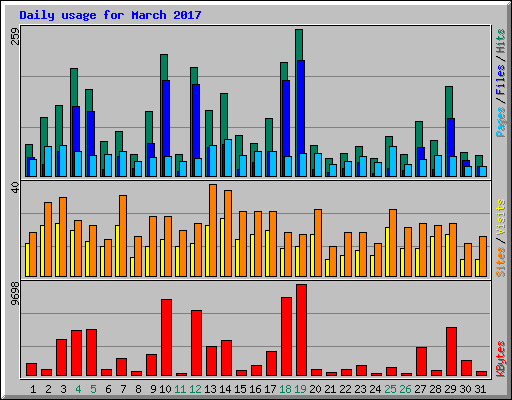 Daily usage for March 2017
259
Pages / Files / Hits
40
Sites / Visits
9698
KBytes
1 2 3 4 5 6 7 8 9 10 11 12 13 14 15 16 17 18 19 20 21 22 23 24 25 26 27 28 29 30 31